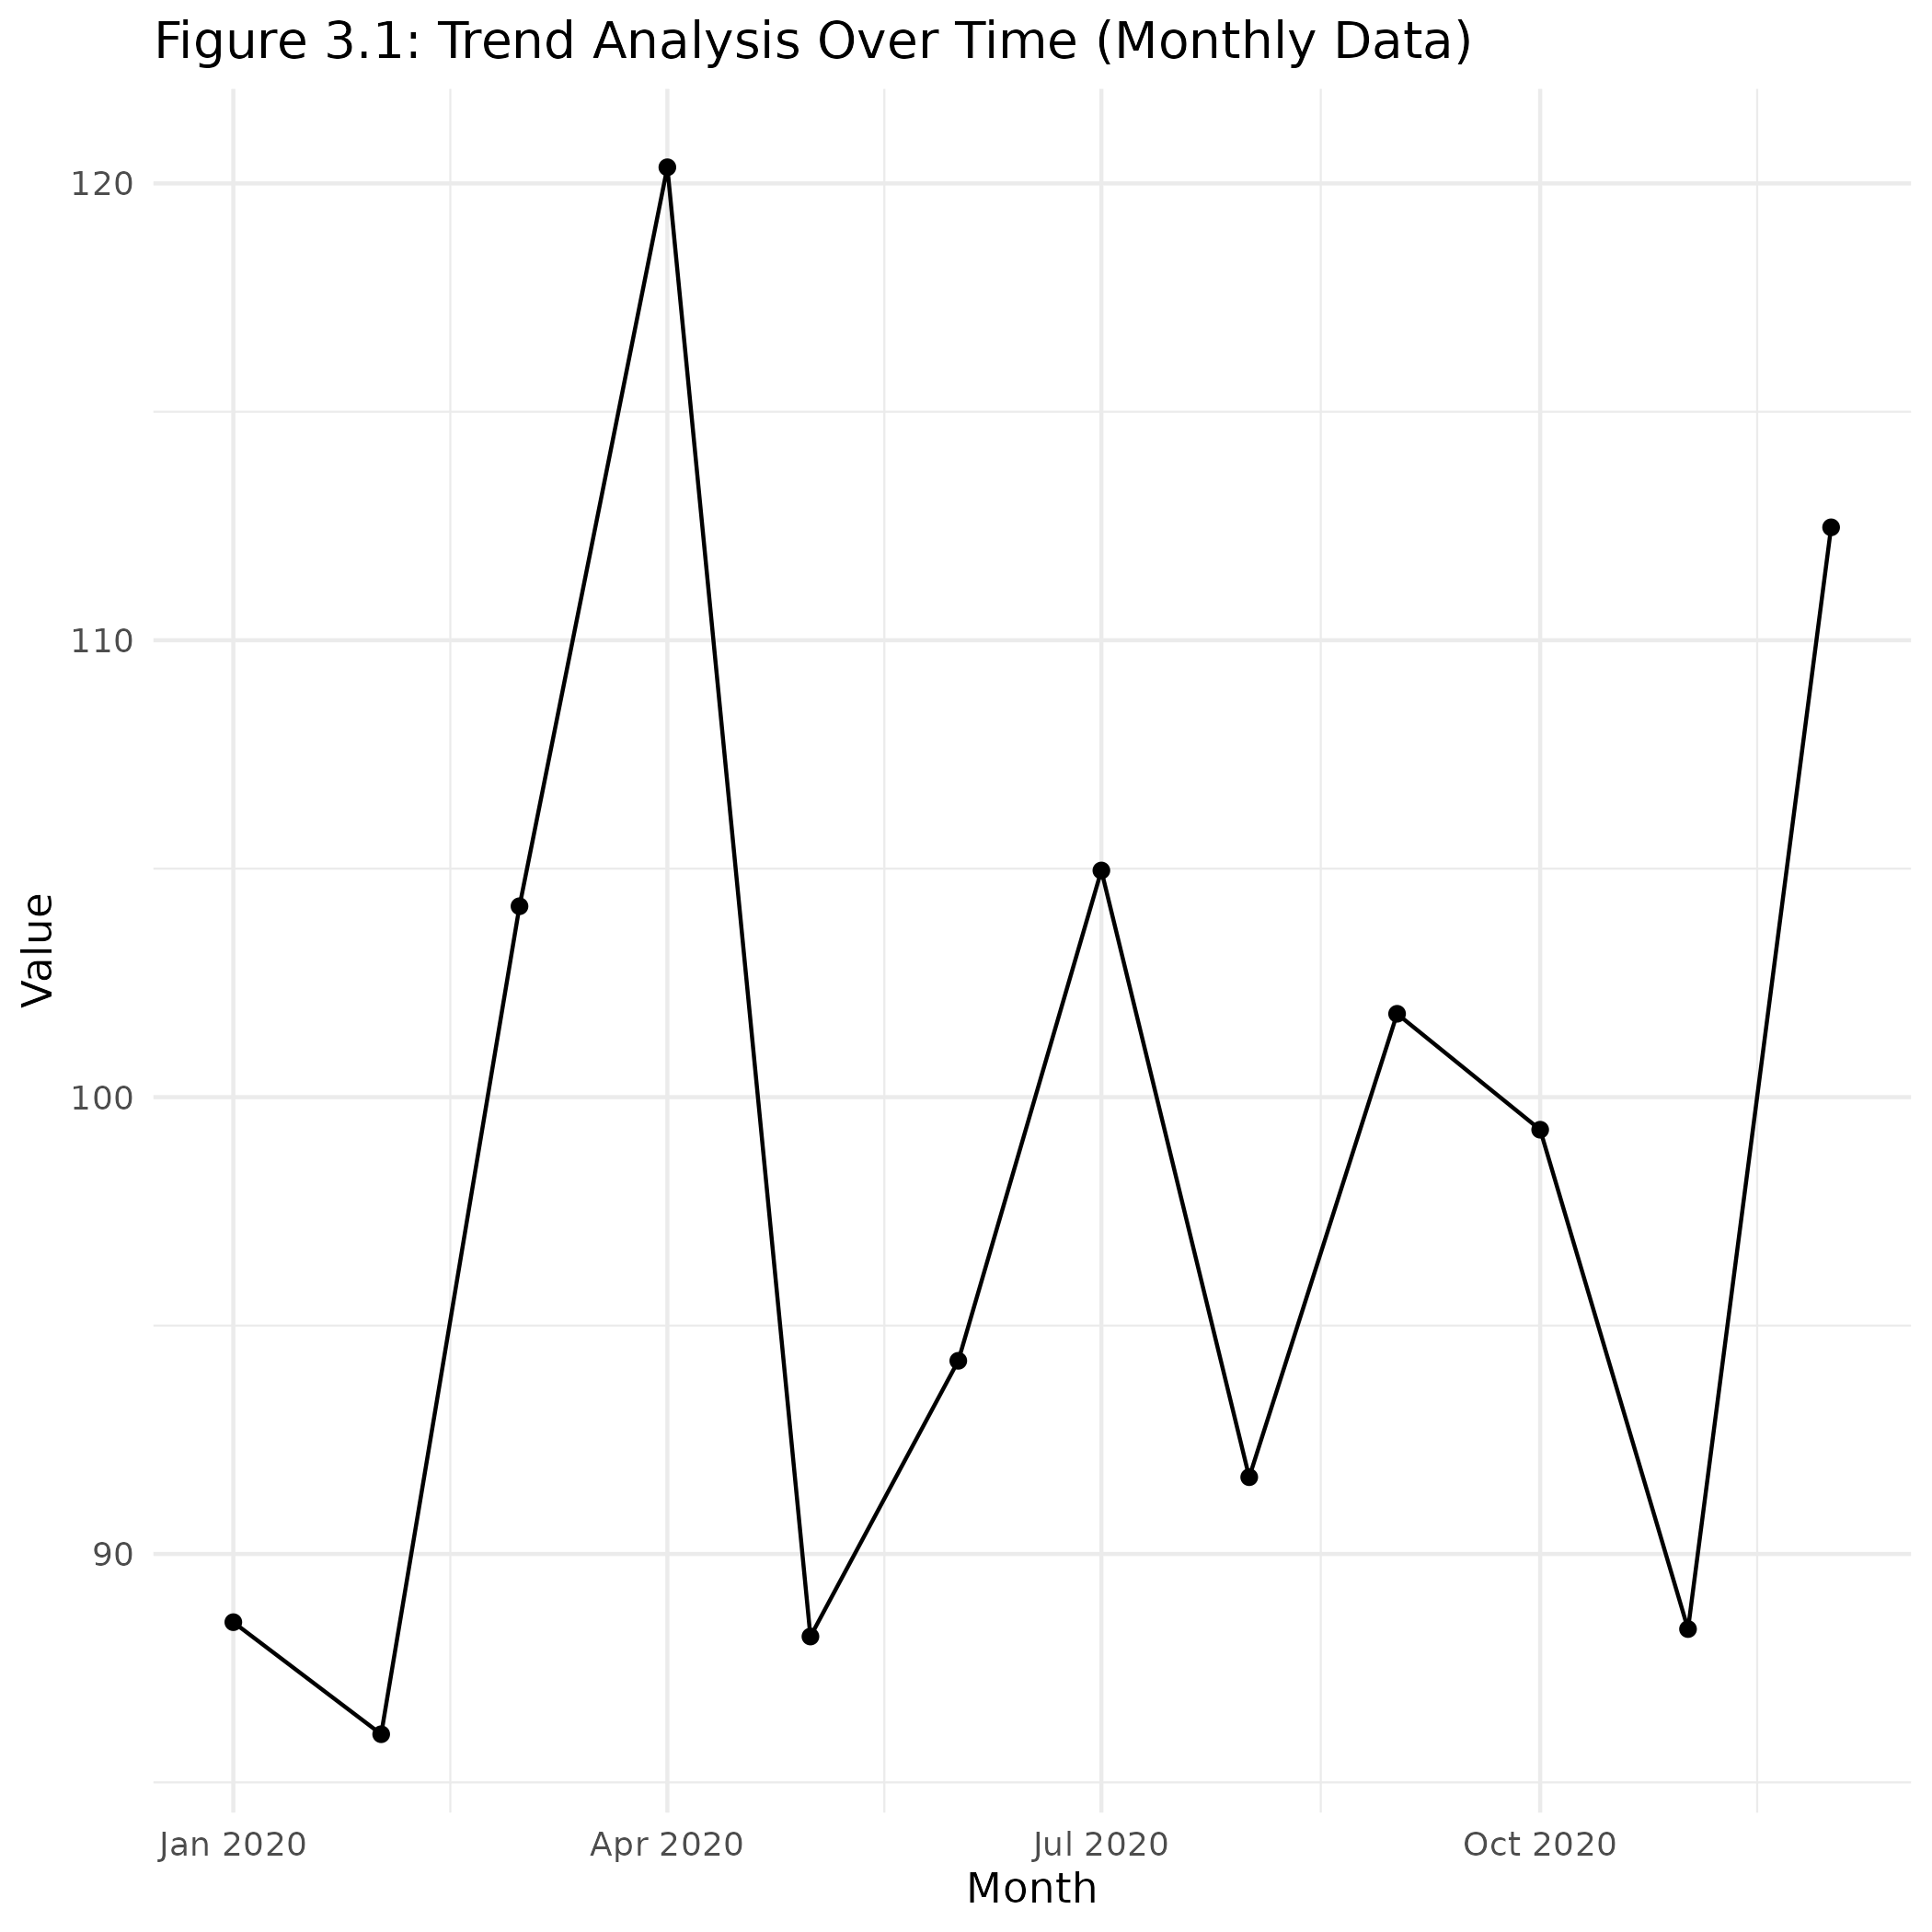 Figure 3.1: Trend Analysis Over Time (Monthly Data)
Value
120
110
100
90
Jan 2020 Apr 2020 Jul 2020 Oct 2020
Month